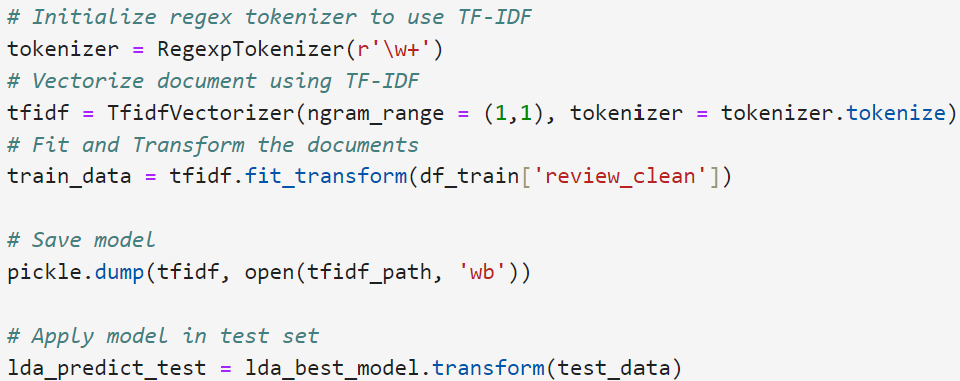 # Initialize regex tokenizer to use TF-IDF
tokenizer = RegexpTokenizer(r'\w+')
# Vectorize document using TF-IDF
tfidf = TfidfVectorizer(ngram_range = (1,1), tokenizer = tokenizer.tokenize)
# Fit and Transform the documents
train_data = tfidf.fit_transform(df_train['review_clean'])
# Save model
pickle.dump(tfidf, open(tfidf_path, 'wb'))
# Apply model in test set
lda_predict_test = lda_best_model.transform(test_data)